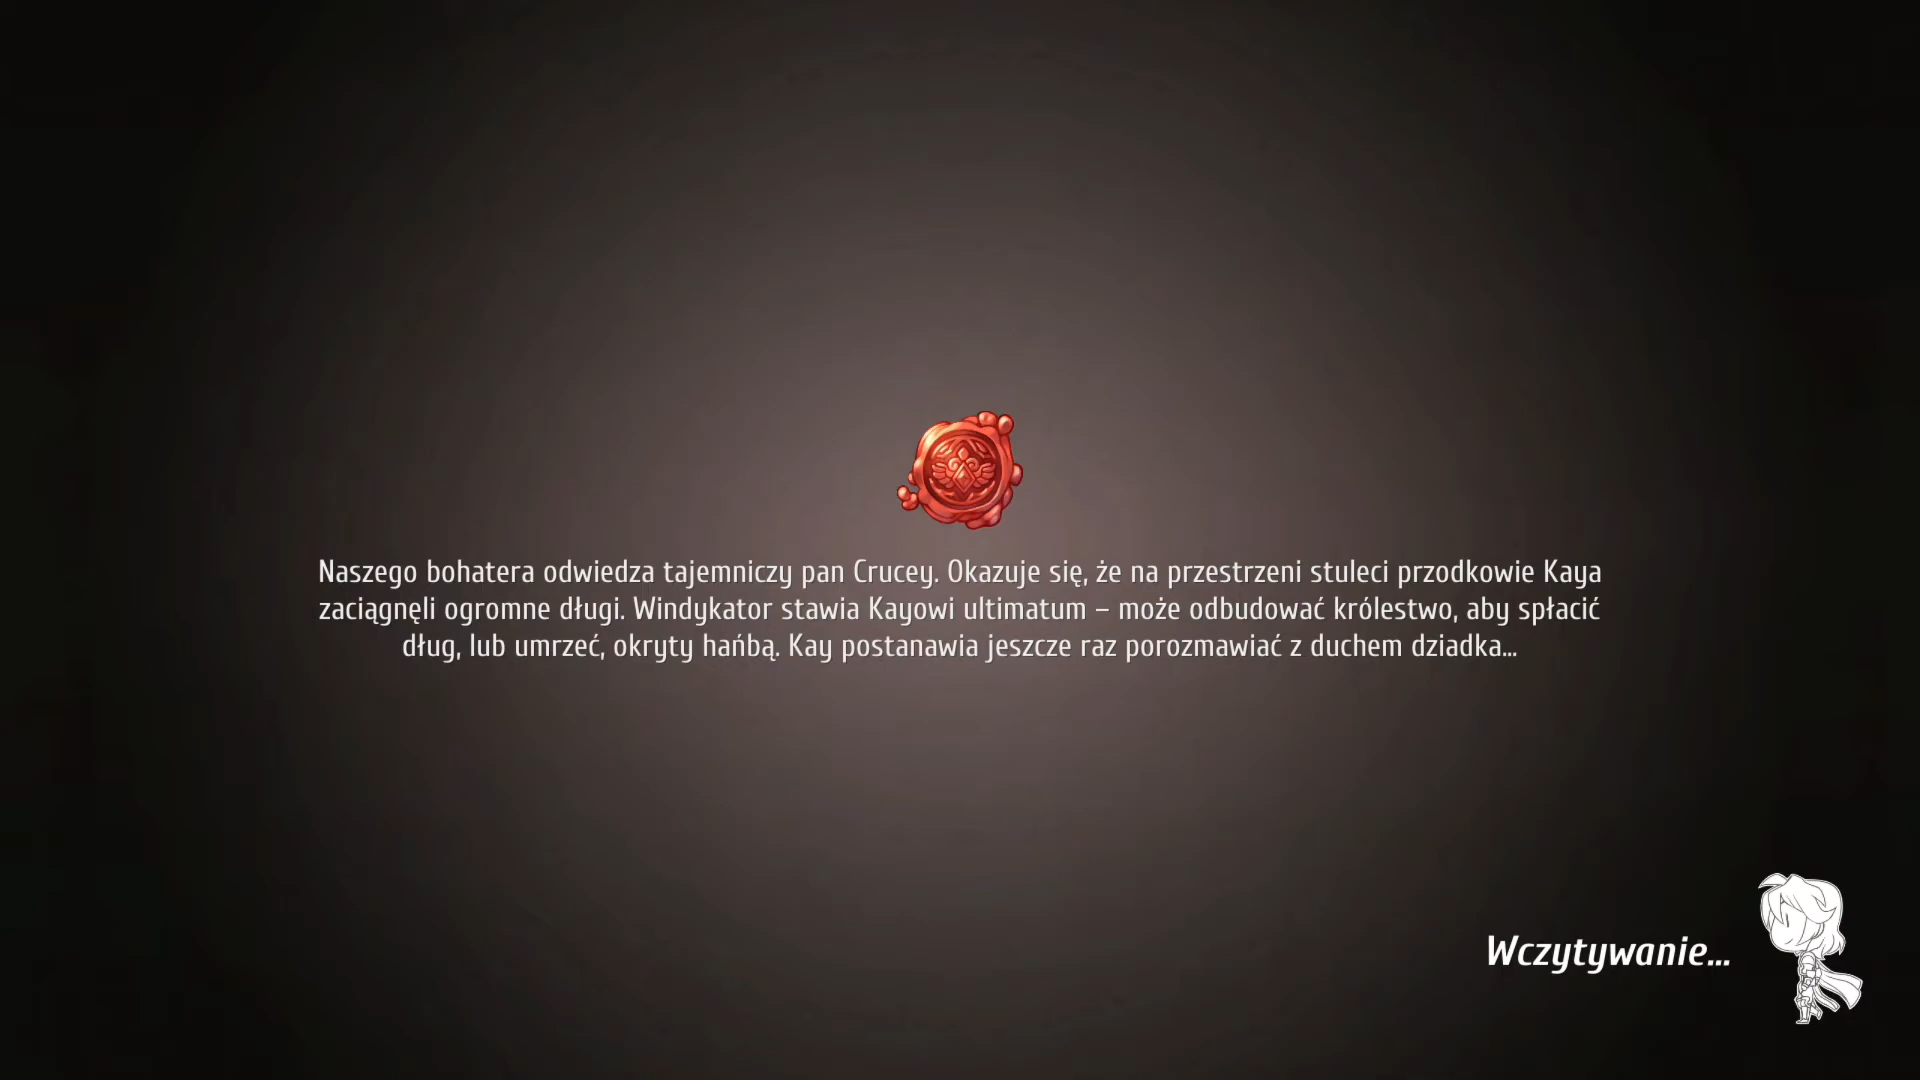 Naszego bohatera odwiedza tajemniczy pan Crucey. Okazuje się, że na przestrzeni stuleci przodkowie Kaya
zaciągnęli ogromne długi. Windykator stawia Kayowi ultimatum – może odbudować królestwo, aby spłacić
dług, lub umrzeć, okryty hańbą. Kay postanawia jeszcze raz porozmawiać z duchem dziadka...
Wczytywanie...